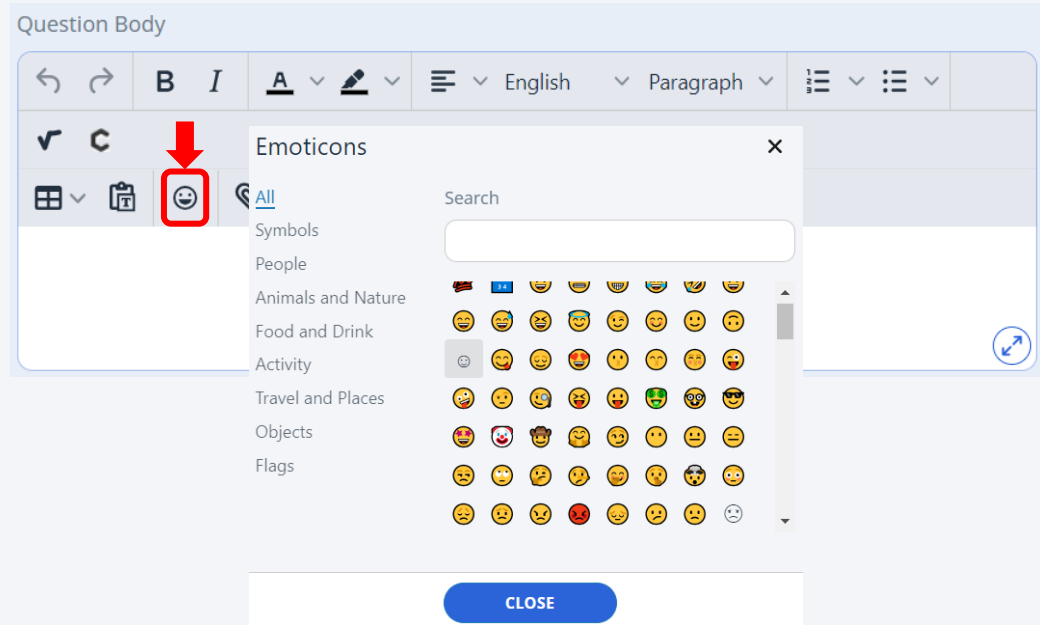 Question Body
B I A English Paragraph
Emoticons
All
Search
Symbols
People
Animals and Nature
Food and Drink
Activity
Travel and Places
Objects
Flags
CLOSE